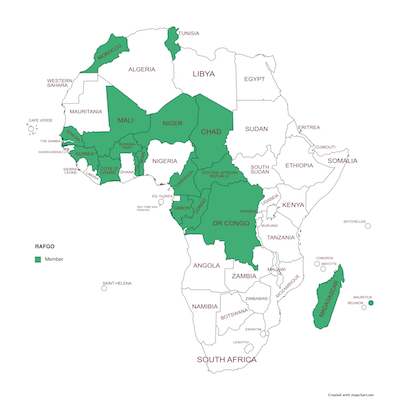 TUNISIA
MOROCCO
ALGERIA
LIBYA
EGYPT
WESTERN
SAHARA
MAURITANIA
MALI
NIGER
CHAD
SUDAN
ERITREA
CAPE VERDE
THE GAMBIA
SENEGAL
GUINEA-BISSAU
GUINEA
SIERRA
LEONE
LIBERIA
COTE D'
IVOIRE
BURKINA
FASO
GHANA
NIGERIA
DJIBOUTI
SOMALIA
ETHIOPIA
SOUTH
SUDAN
CENTRAL AFRICAN
REPUBLIC
CAMEROON
EQ. GUINEA
SAO TOME AND
PRINCIPE
GABON
CONGO
DR CONGO
UGANDA
RWANDA
BURUNDI
KENYA
TANZANIA
SEYCHELLES
COMOROS
MAYOTTE
RAFGO
Member
ANGOLA
ZAMBIA
MALAWI
MOZAMBIQUE
SAINT HELENA
NAMIBIA
ZIMBABWE
BOTSWANA
MADAGASCAR
MAURITIUS
REUNION
ESWATINI
LESOTHO
SOUTH AFRICA
Created with mapchart.net